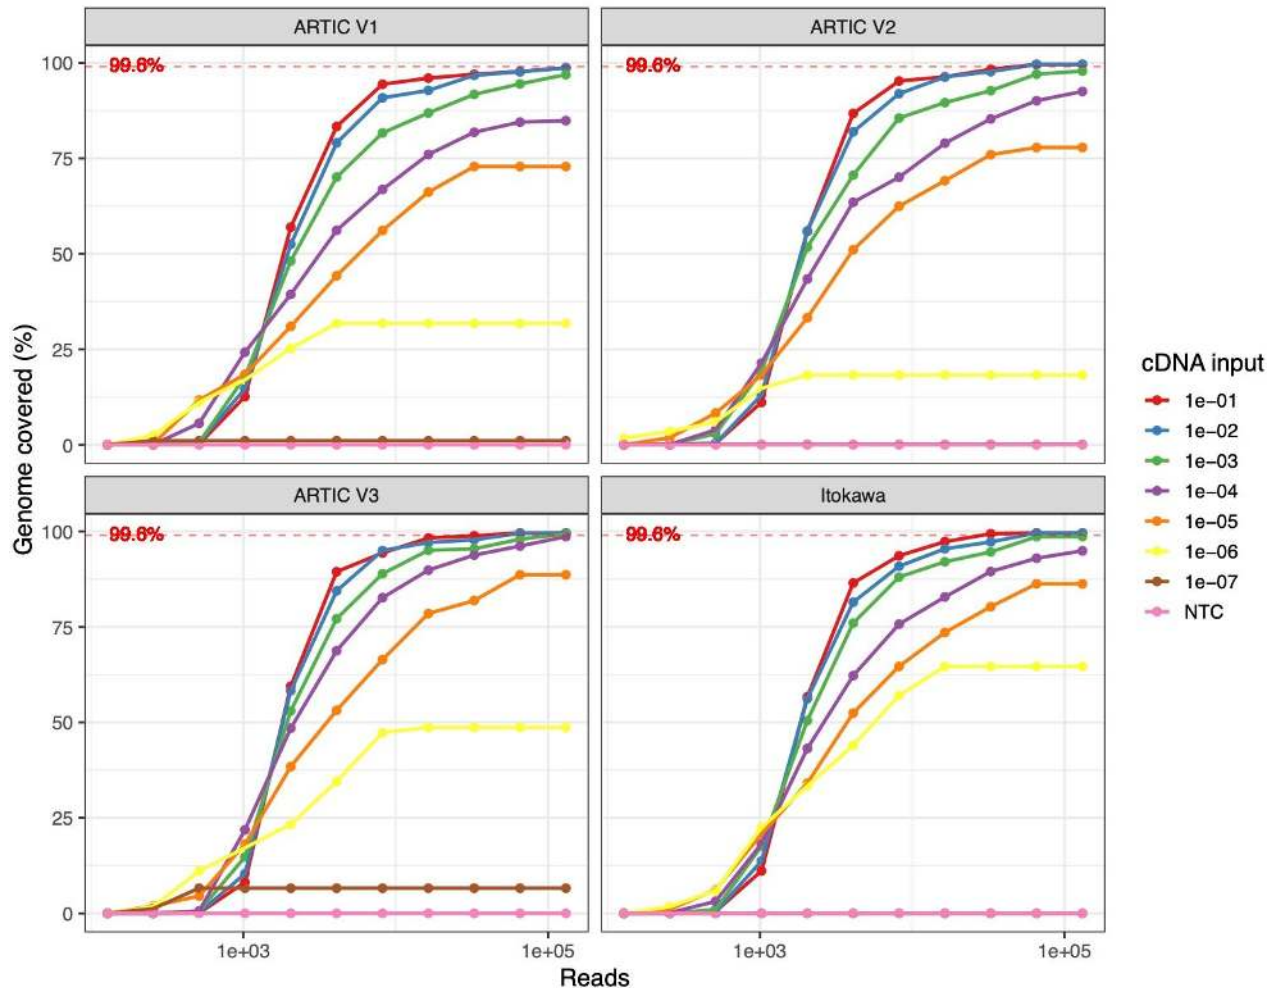 ARTIC V1
ARTIC V2
100
75
50
25
0
99.6%
99.6%
ARTIC V3
Itokawa
100
75
50
25
0
99.6%
99.6%
1e+03
1e+05
1e+03
1e+05
Genome covered (%)
Reads
cDNA input
1e−01
1e−02
1e−03
1e−04
1e−05
1e−06
1e−07
NTC